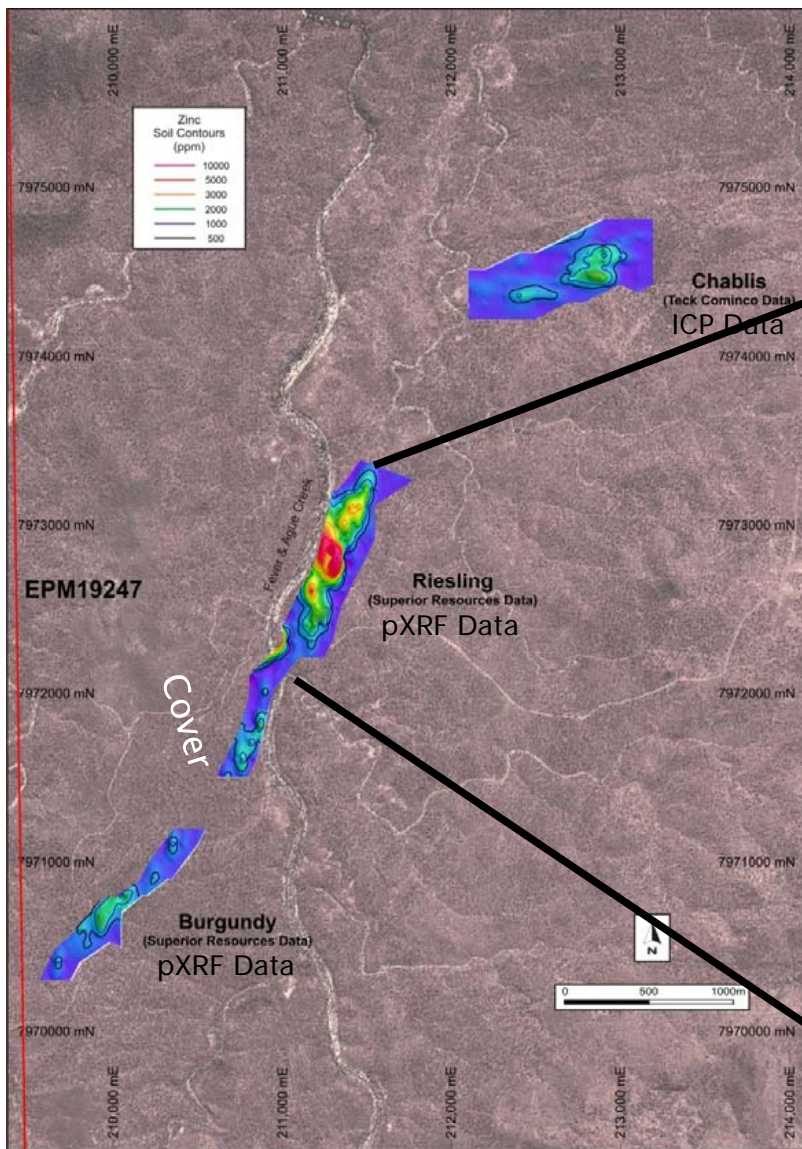 210,000 mE
211,000 mE
212,000 mE
213,000 mE
214,000 mE
Zinc
Soil Contours
(ppm)
10000
5000
3000
2000
1000
500
7975000 mN
7975000 mN
Chablis
(Teck Cominco Data)
ICP Data
7974000 mN
7974000 mN
Fever & Ague Creek
7973000 mN
7973000 mN
EPM19247
Riesling
(Superior Resources Data)
pXRF Data
Cover
7972000 mN
7972000 mN
7971000 mN
7971000 mN
Burgundy
(Superior Resources Data)
pXRF Data
N
0 500 1000m
7970000 mN
7970000 mN
210,000 mE
211,000 mE
212,000 mE
213,000 mE
214,000 mE